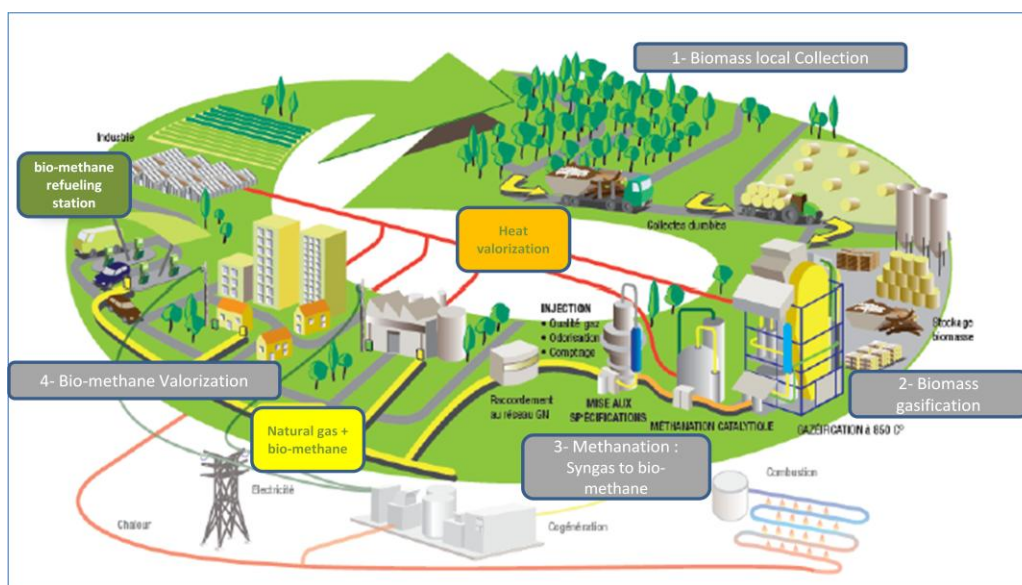 1- Biomass local Collection
Industrie
bio-methane
refueling
station
Collectes durables
Heat
valorization
INJECTION
• Qualité gaz
• Odorisation
• Comptage
Stockage
biomasse
4- Bio-methane Valorization
2- Biomass
gasification
Raccordement
au réseau GN
MISE AUX
SPÉCIFICATIONS
MÉTHANATION CATALYTIQUE
GAZÉIFICATION à 850 C°
Natural gas +
bio-methane
3- Methanation :
Syngas to bio-
methane
Electricité
Combustion
Chaleur
Cogénération